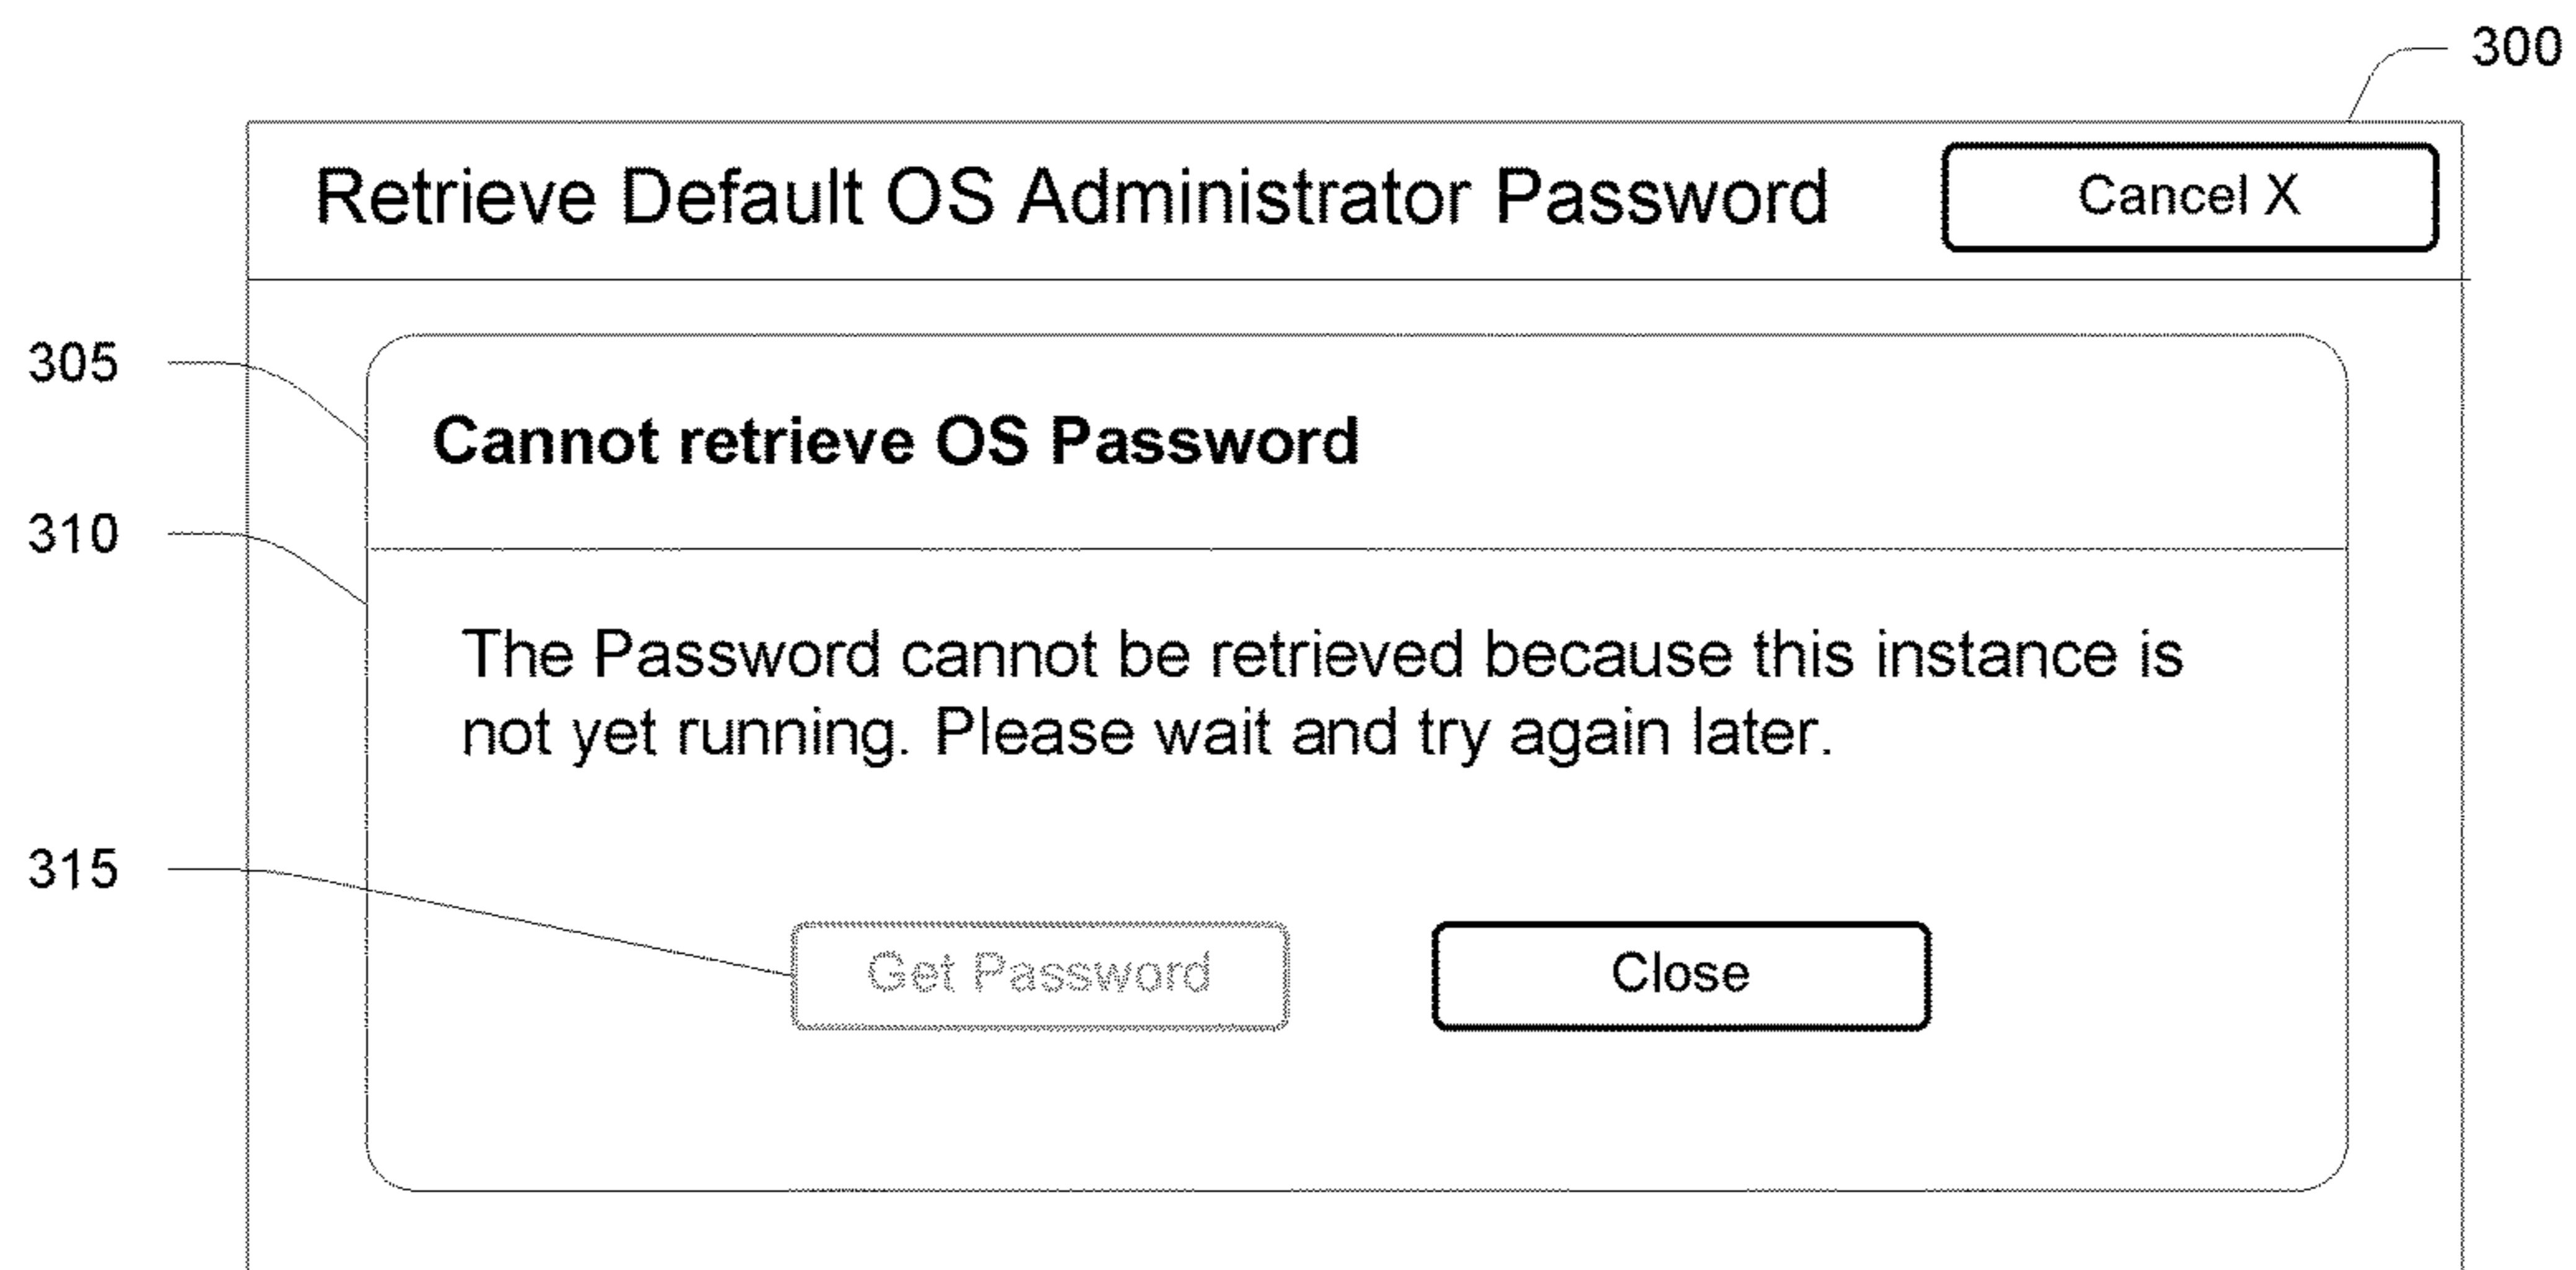 300
Retrieve Default OS Administrator Password
Cancel X
305
Cannot retrieve OS Password
310
The Password cannot be retrieved because this instance is
not yet running. Please wait and try again later.
315
Get Password
Close